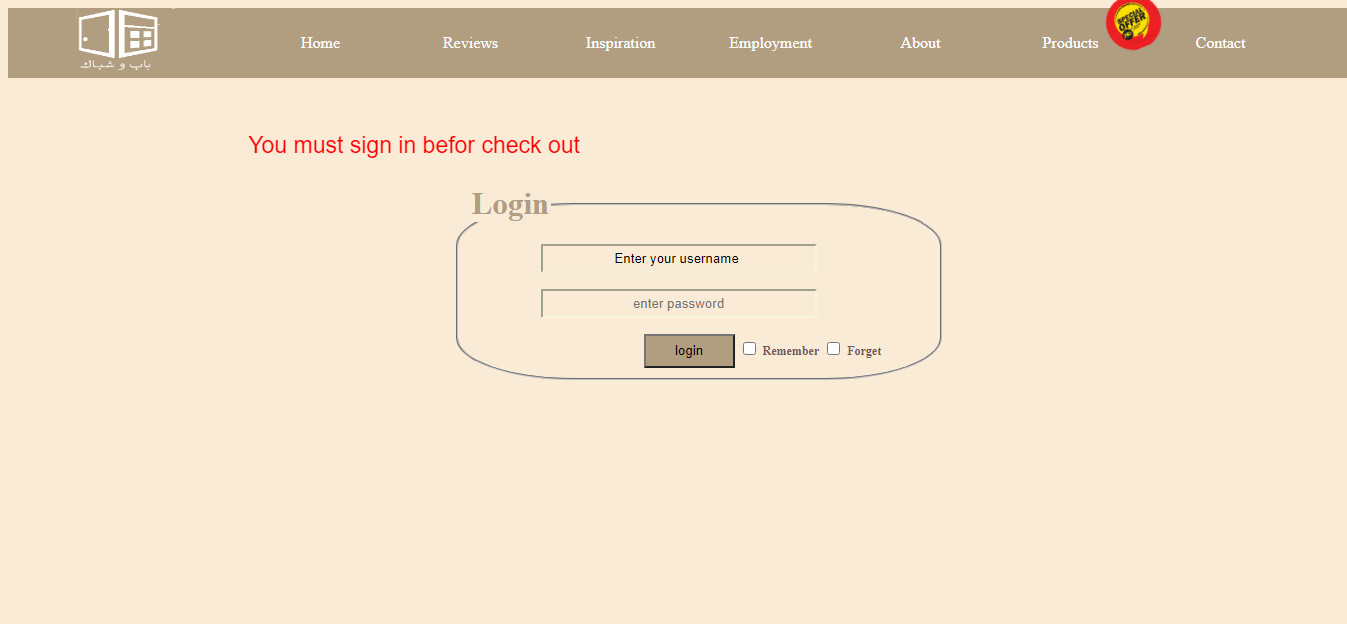 باب و شباك
Home Reviews Inspiration Employment About Products Contact
SPECIAL
OFFER
You must sign in befor check out
Login
Enter your username
enter password
login Remember Forget